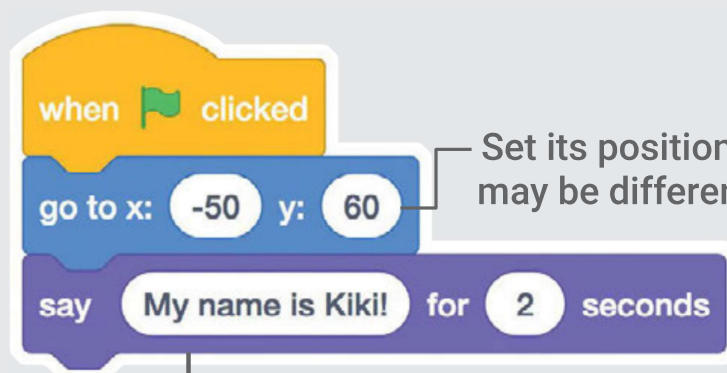 when clicked
go to x: -50 y: 60
say My name is Kiki! for 2 seconds
Set its position
may be differen